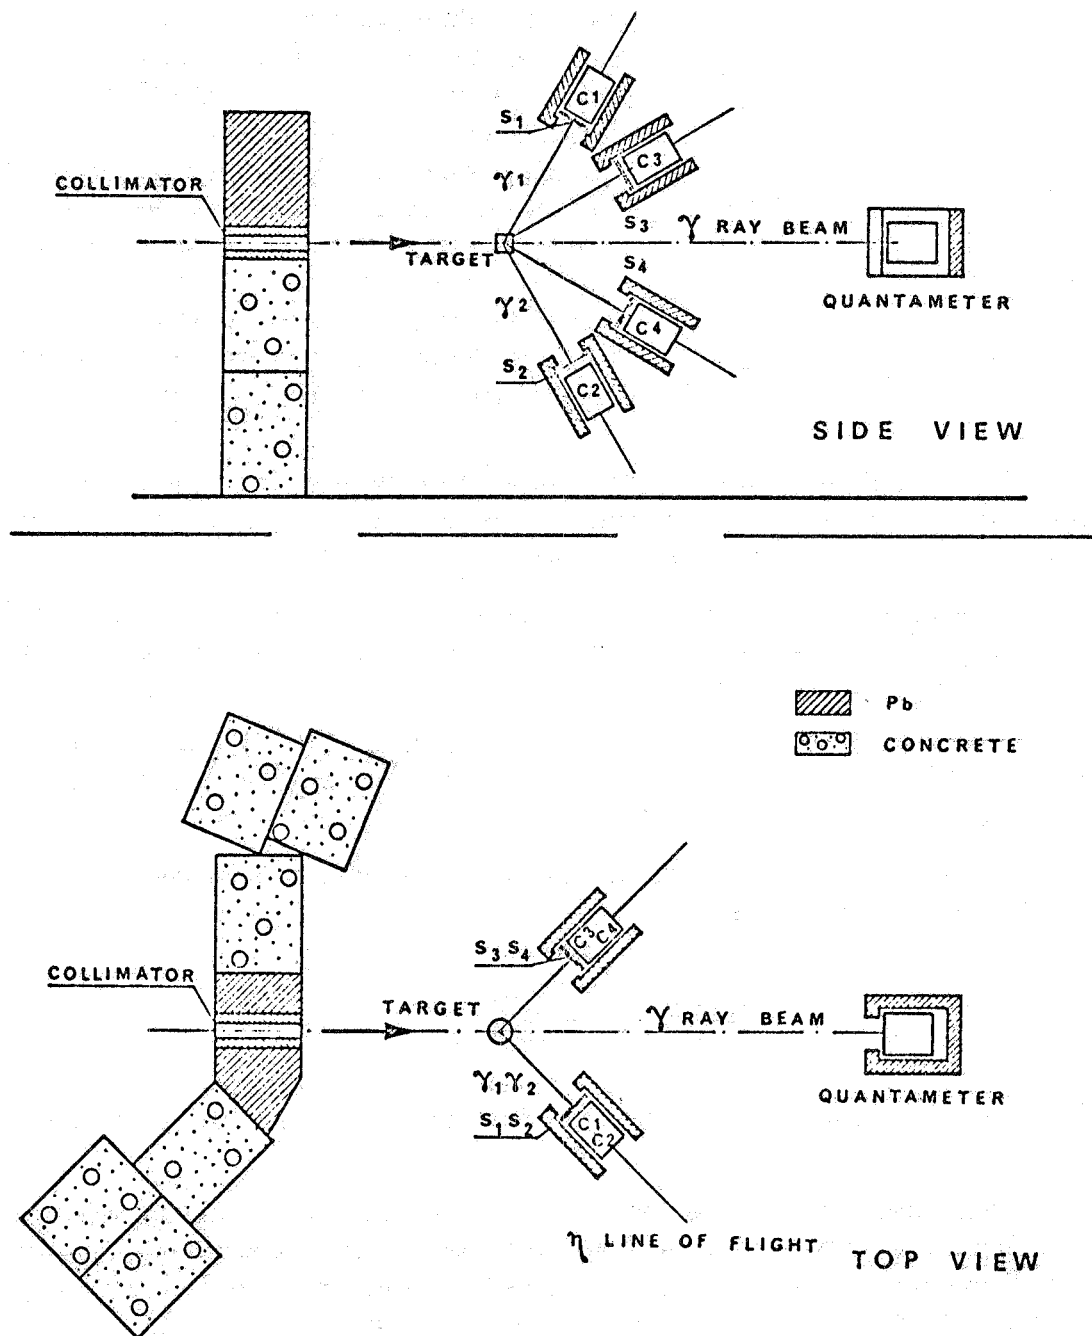 C1
S1
C3
COLLIMATOR
γ1
S3
γ RAY BEAM
TARGET
S4
γ2
QUANTAMETER
C4
S2
C2
SIDE VIEW
Pb
CONCRETE
C3 C4
S3 S4
COLLIMATOR
TARGET
γ RAY BEAM
γ1 γ2
QUANTAMETER
S1 S2
C1
C2
η LINE OF FLIGHT
TOP VIEW